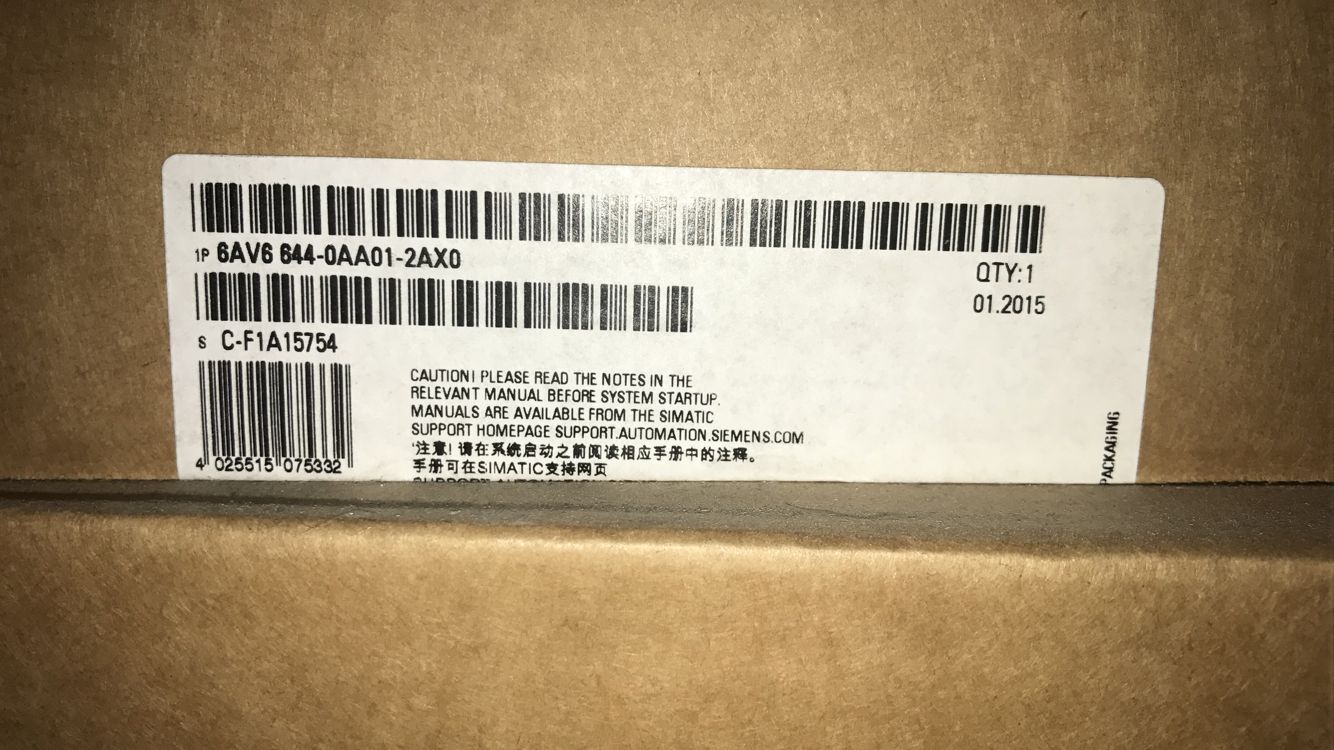 1P 6AV6 644-0AA01-2AX0
QTY:1
01.2015
S C-F1A15754
CAUTION! PLEASE READ THE NOTES IN THE
RELEVANT MANUAL BEFORE SYSTEM STARTUP.
MANUALS ARE AVAILABLE FROM THE SIMATIC
SUPPORT HOMEPAGE SUPPORT.AUTOMATION.SIEMENS.COM
'注意! 请在系统启动之前阅读相应手册中的注释。
手册可在SIMATIC支持网页
4 025515 075332
PACKAGING